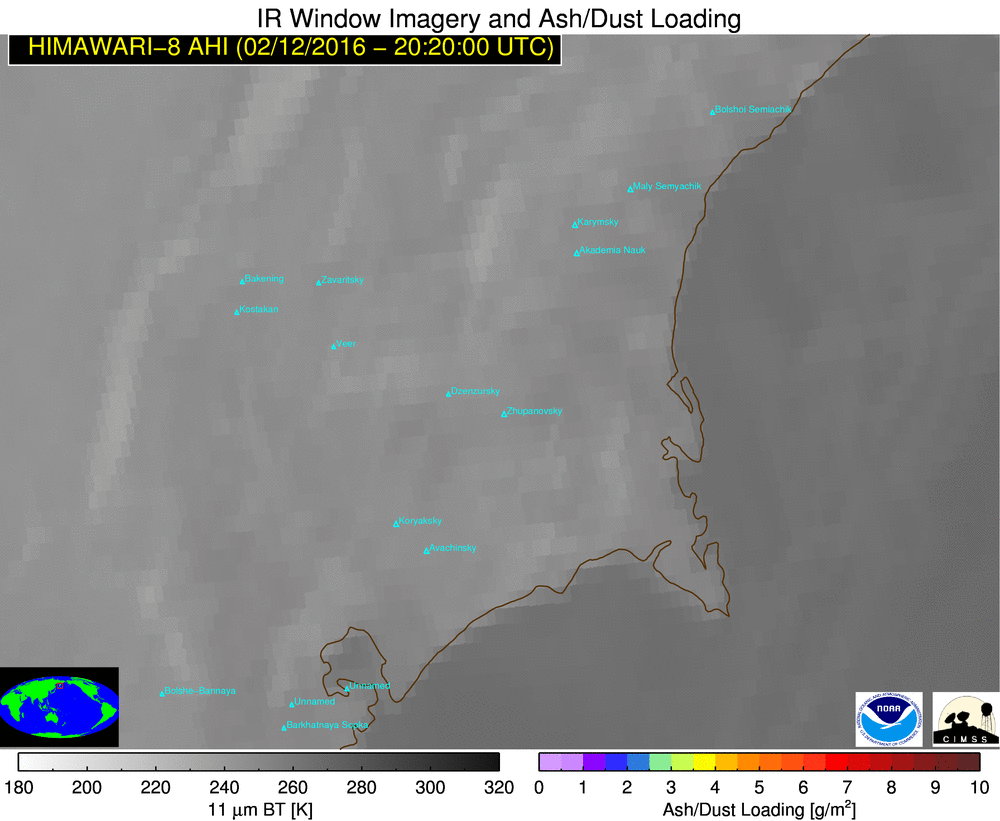 IR Window Imagery and Ash/Dust Loading
HIMAWARI-8 AHI (02/12/2016 - 20:20:00 UTC)
Bolshoi Semiachik
Maly Semyachik
Karymsky
Akademia Nauk
Bakening
Zavaritsky
Kostakan
Veer
Dzenzursky
Zhupanovsky
Koryaksky
Avachinsky
Unnamed
Bolshe-Bannaya
Unnamed
Barkhatnaya Sopka
NOAA
CIMSS
180 200 220 240 260 280 300 320
11 μm BT [K]
0 1 2 3 4 5 6 7 8 9 10
Ash/Dust Loading [g/m²]